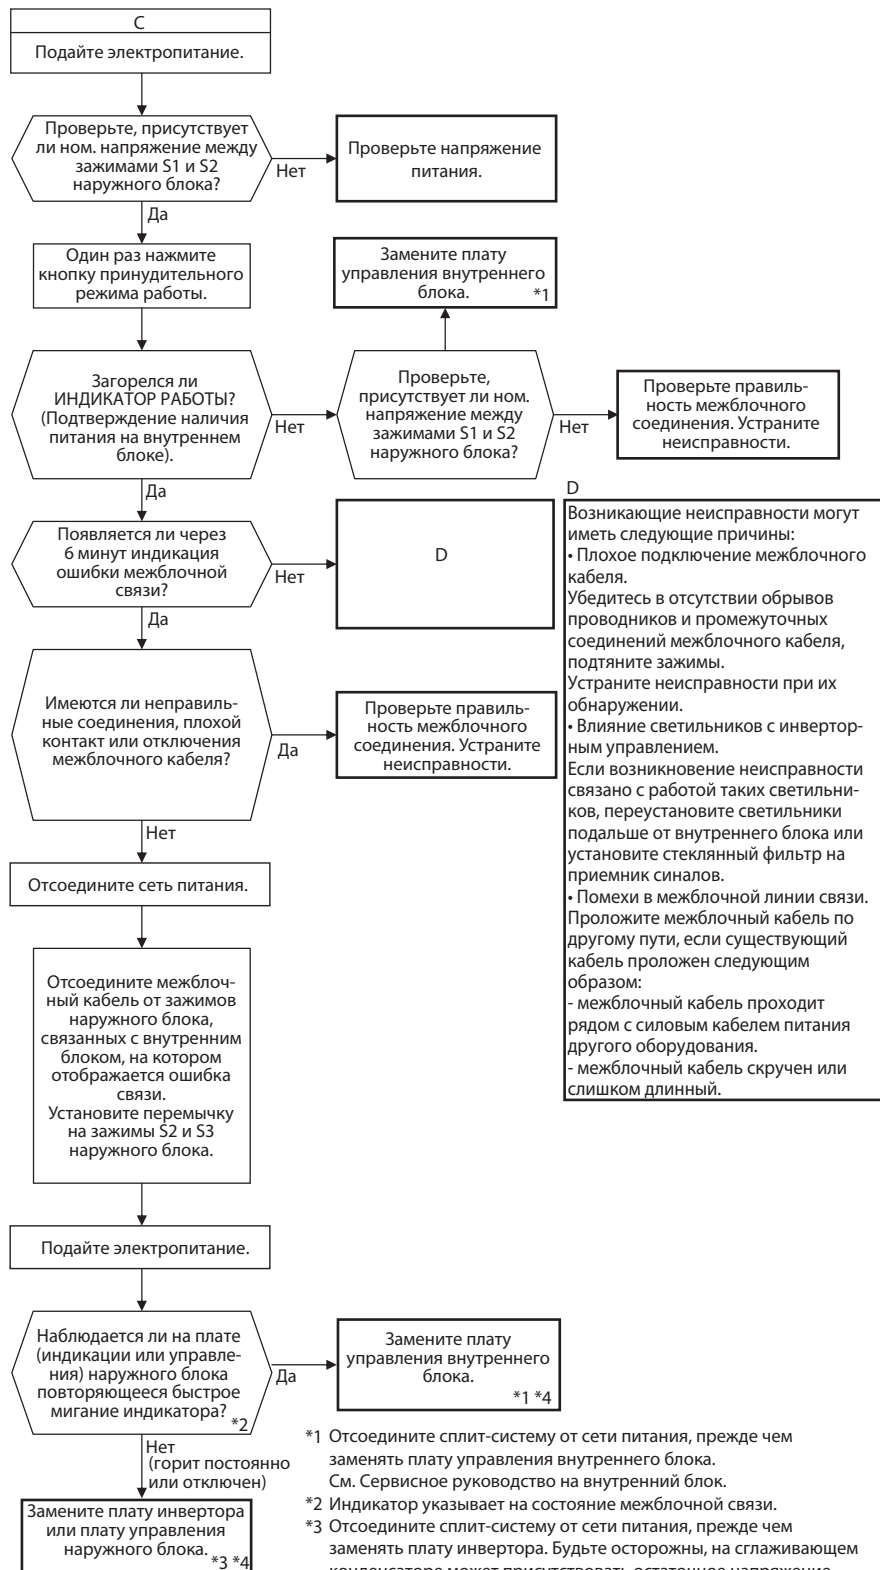 C
Подайте электропитание.
Проверьте, присутствует
ли ном. напряжение между
зажимами S1 и S2
наружного блока?
Нет
Проверьте напряжение
питания.
Да
Один раз нажмите
кнопку принудительного
режима работы.
Замените плату
управления внутреннего
блока. *1
Загорелся ли
ИНДИКАТОР РАБОТЫ?
(Подтверждение наличия
питания на внутреннем
блоке).
Нет
Проверьте,
присутствует ли ном.
напряжение между
зажимами S1 и S2
наружного блока?
Нет
Проверьте правиль-
ность межблочного
соединения. Устраните
неисправности.
Да
Появляется ли через
6 минут индикация
ошибки межблочной
связи?
Нет
D
D
Возникающие неисправности могут
иметь следующие причины:
• Плохое подключение межблочного
кабеля.
Убедитесь в отсутствии обрывов
проводников и промежуточных
соединений межблочного кабеля,
подтяните зажимы.
Устраните неисправности при их
обнаружении.
• Влияние светильников с инвертор-
ным управлением.
Если возникновение неисправности
связано с работой таких светильни-
ков, переустановите светильники
подальше от внутреннего блока или
установите стеклянный фильтр на
приемник синалов.
• Помехи в межблочной линии связи.
Проложите межблочный кабель по
другому пути, если существующий
кабель проложен следующим
образом:
- межблочный кабель проходит
рядом с силовым кабелем питания
другого оборудования.
- межблочный кабель скручен или
слишком длинный.
Да
Имеются ли неправиль-
ные соединения, плохой
контакт или отключения
межблочного кабеля?
Да
Проверьте правиль-
ность межблочного
соединения. Устраните
неисправности.
Нет
Отсоедините сеть питания.
Отсоедините межблоч-
ный кабель от зажимов
наружного блока,
связанных с внутренним
блоком, на котором
отображается ошибка
связи.
Установите перемычку
на зажимы S2 и S3
наружного блока.
Подайте электропитание.
Наблюдается ли на плате
(индикации или управле-
ния) наружного блока
повторяющееся быстрое
мигание индикатора? *2
Да
Замените плату
управления внутреннего
блока.
*1 *4
Нет
(горит постоянно
или отключен)
Замените плату инвертора
или плату управления
наружного блока. *3 *4
*1 Отсоедините сплит-систему от сети питания, прежде чем
заменять плату управления внутреннего блока.
См. Сервисное руководство на внутренний блок.
*2 Индикатор указывает на состояние межблочной связи.
*3 Отсоедините сплит-систему от сети питания, прежде чем
заменять плату инвертора. Будьте осторожны, на сглаживающем
конденсаторе может присутствовать остаточное напряжение